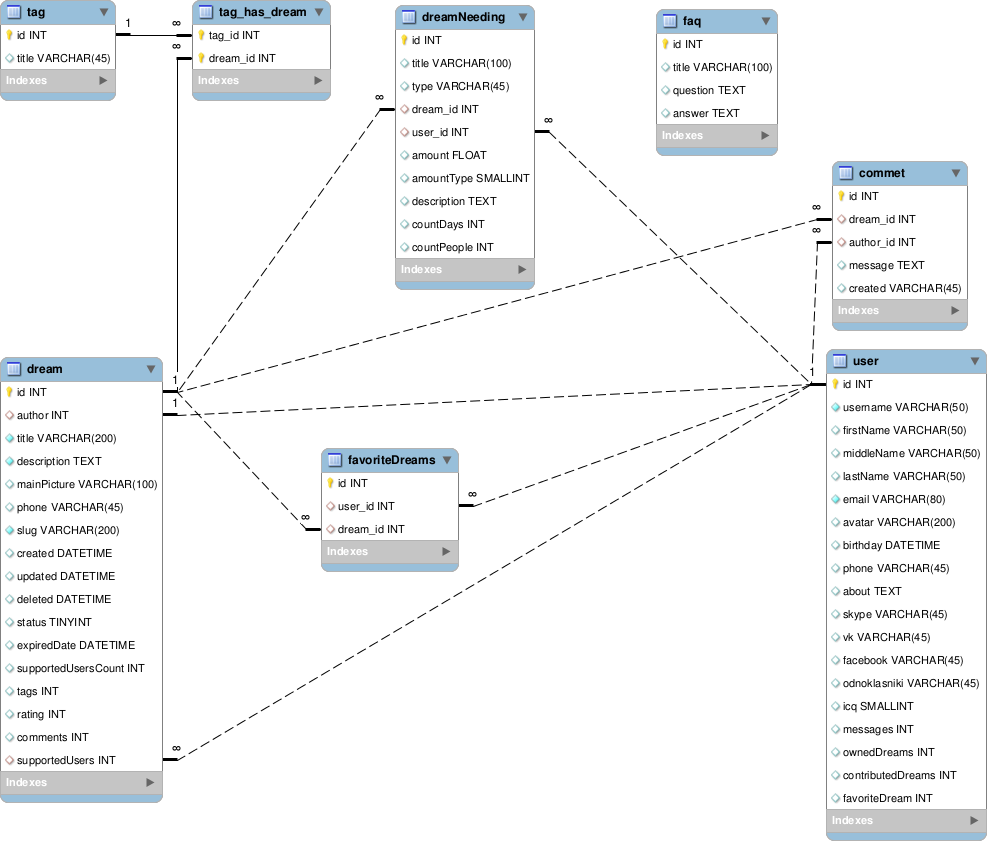 tag
id INT
title VARCHAR(45)
Indexes
1
∞
∞
tag_has_dream
tag_id INT
dream_id INT
Indexes
dreamNeeding
id INT
title VARCHAR(100)
type VARCHAR(45)
dream_id INT
user_id INT
amount FLOAT
amountType SMALLINT
description TEXT
countDays INT
countPeople INT
Indexes
∞
∞
faq
id INT
title VARCHAR(100)
question TEXT
answer TEXT
Indexes
commet
id INT
dream_id INT
author_id INT
message TEXT
created VARCHAR(45)
Indexes
∞
∞
dream
id INT
author INT
title VARCHAR(200)
description TEXT
mainPicture VARCHAR(100)
phone VARCHAR(45)
slug VARCHAR(200)
created DATETIME
updated DATETIME
deleted DATETIME
status TINYINT
expiredDate DATETIME
supportedUsersCount INT
tags INT
rating INT
comments INT
supportedUsers INT
Indexes
1
1
∞
favoriteDreams
id INT
user_id INT
dream_id INT
Indexes
∞
∞
1
user
id INT
username VARCHAR(50)
firstName VARCHAR(50)
middleName VARCHAR(50)
lastName VARCHAR(50)
email VARCHAR(80)
avatar VARCHAR(200)
birthday DATETIME
phone VARCHAR(45)
about TEXT
skype VARCHAR(45)
vk VARCHAR(45)
facebook VARCHAR(45)
odnoklasniki VARCHAR(45)
icq SMALLINT
messages INT
ownedDreams INT
contributedDreams INT
favoriteDream INT
Indexes